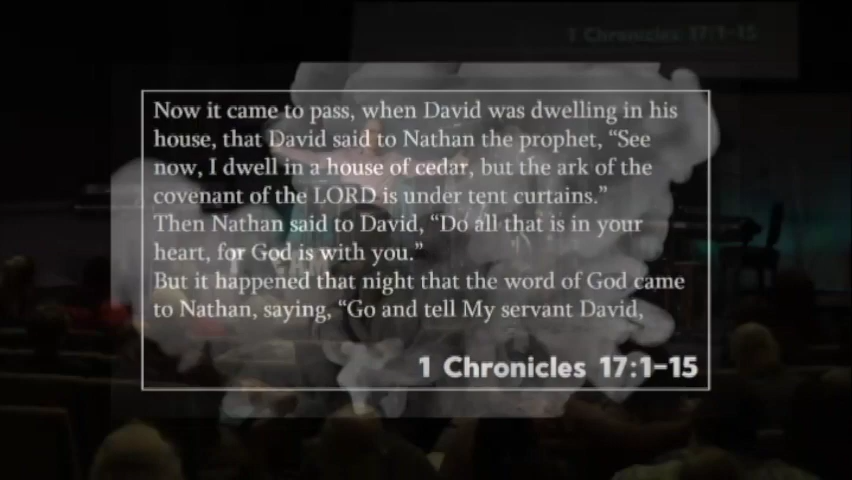 1 Chronicles 17:1-15
Now it came to pass, when David was dwelling in his
house, that David said to Nathan the prophet, “See
now, I dwell in a house of cedar, but the ark of the
covenant of the LORD is under tent curtains.”
Then Nathan said to David, “Do all that is in your
heart, for God is with you.”
But it happened that night that the word of God came
to Nathan, saying, “Go and tell My servant David,
1 Chronicles 17:1-15